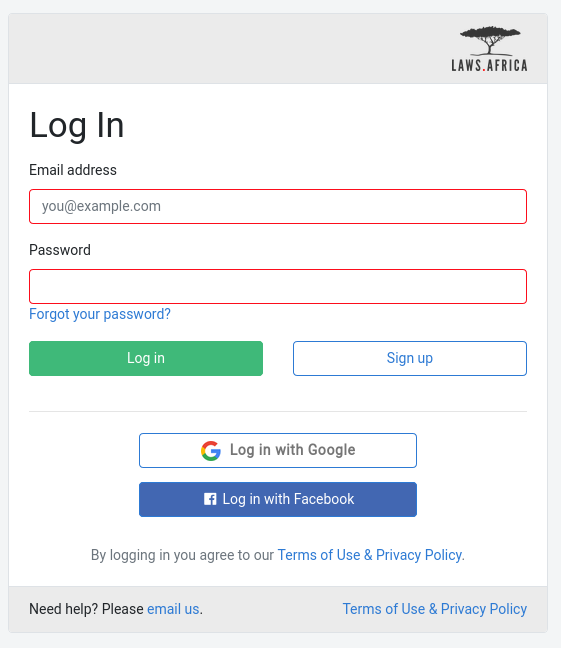 LAWS.AFRICA
Log In
Email address
you@example.com
Password
Forgot your password?
Log in
Sign up
Log in with Google
Log in with Facebook
By logging in you agree to our Terms of Use & Privacy Policy.
Need help? Please email us.
Terms of Use & Privacy Policy